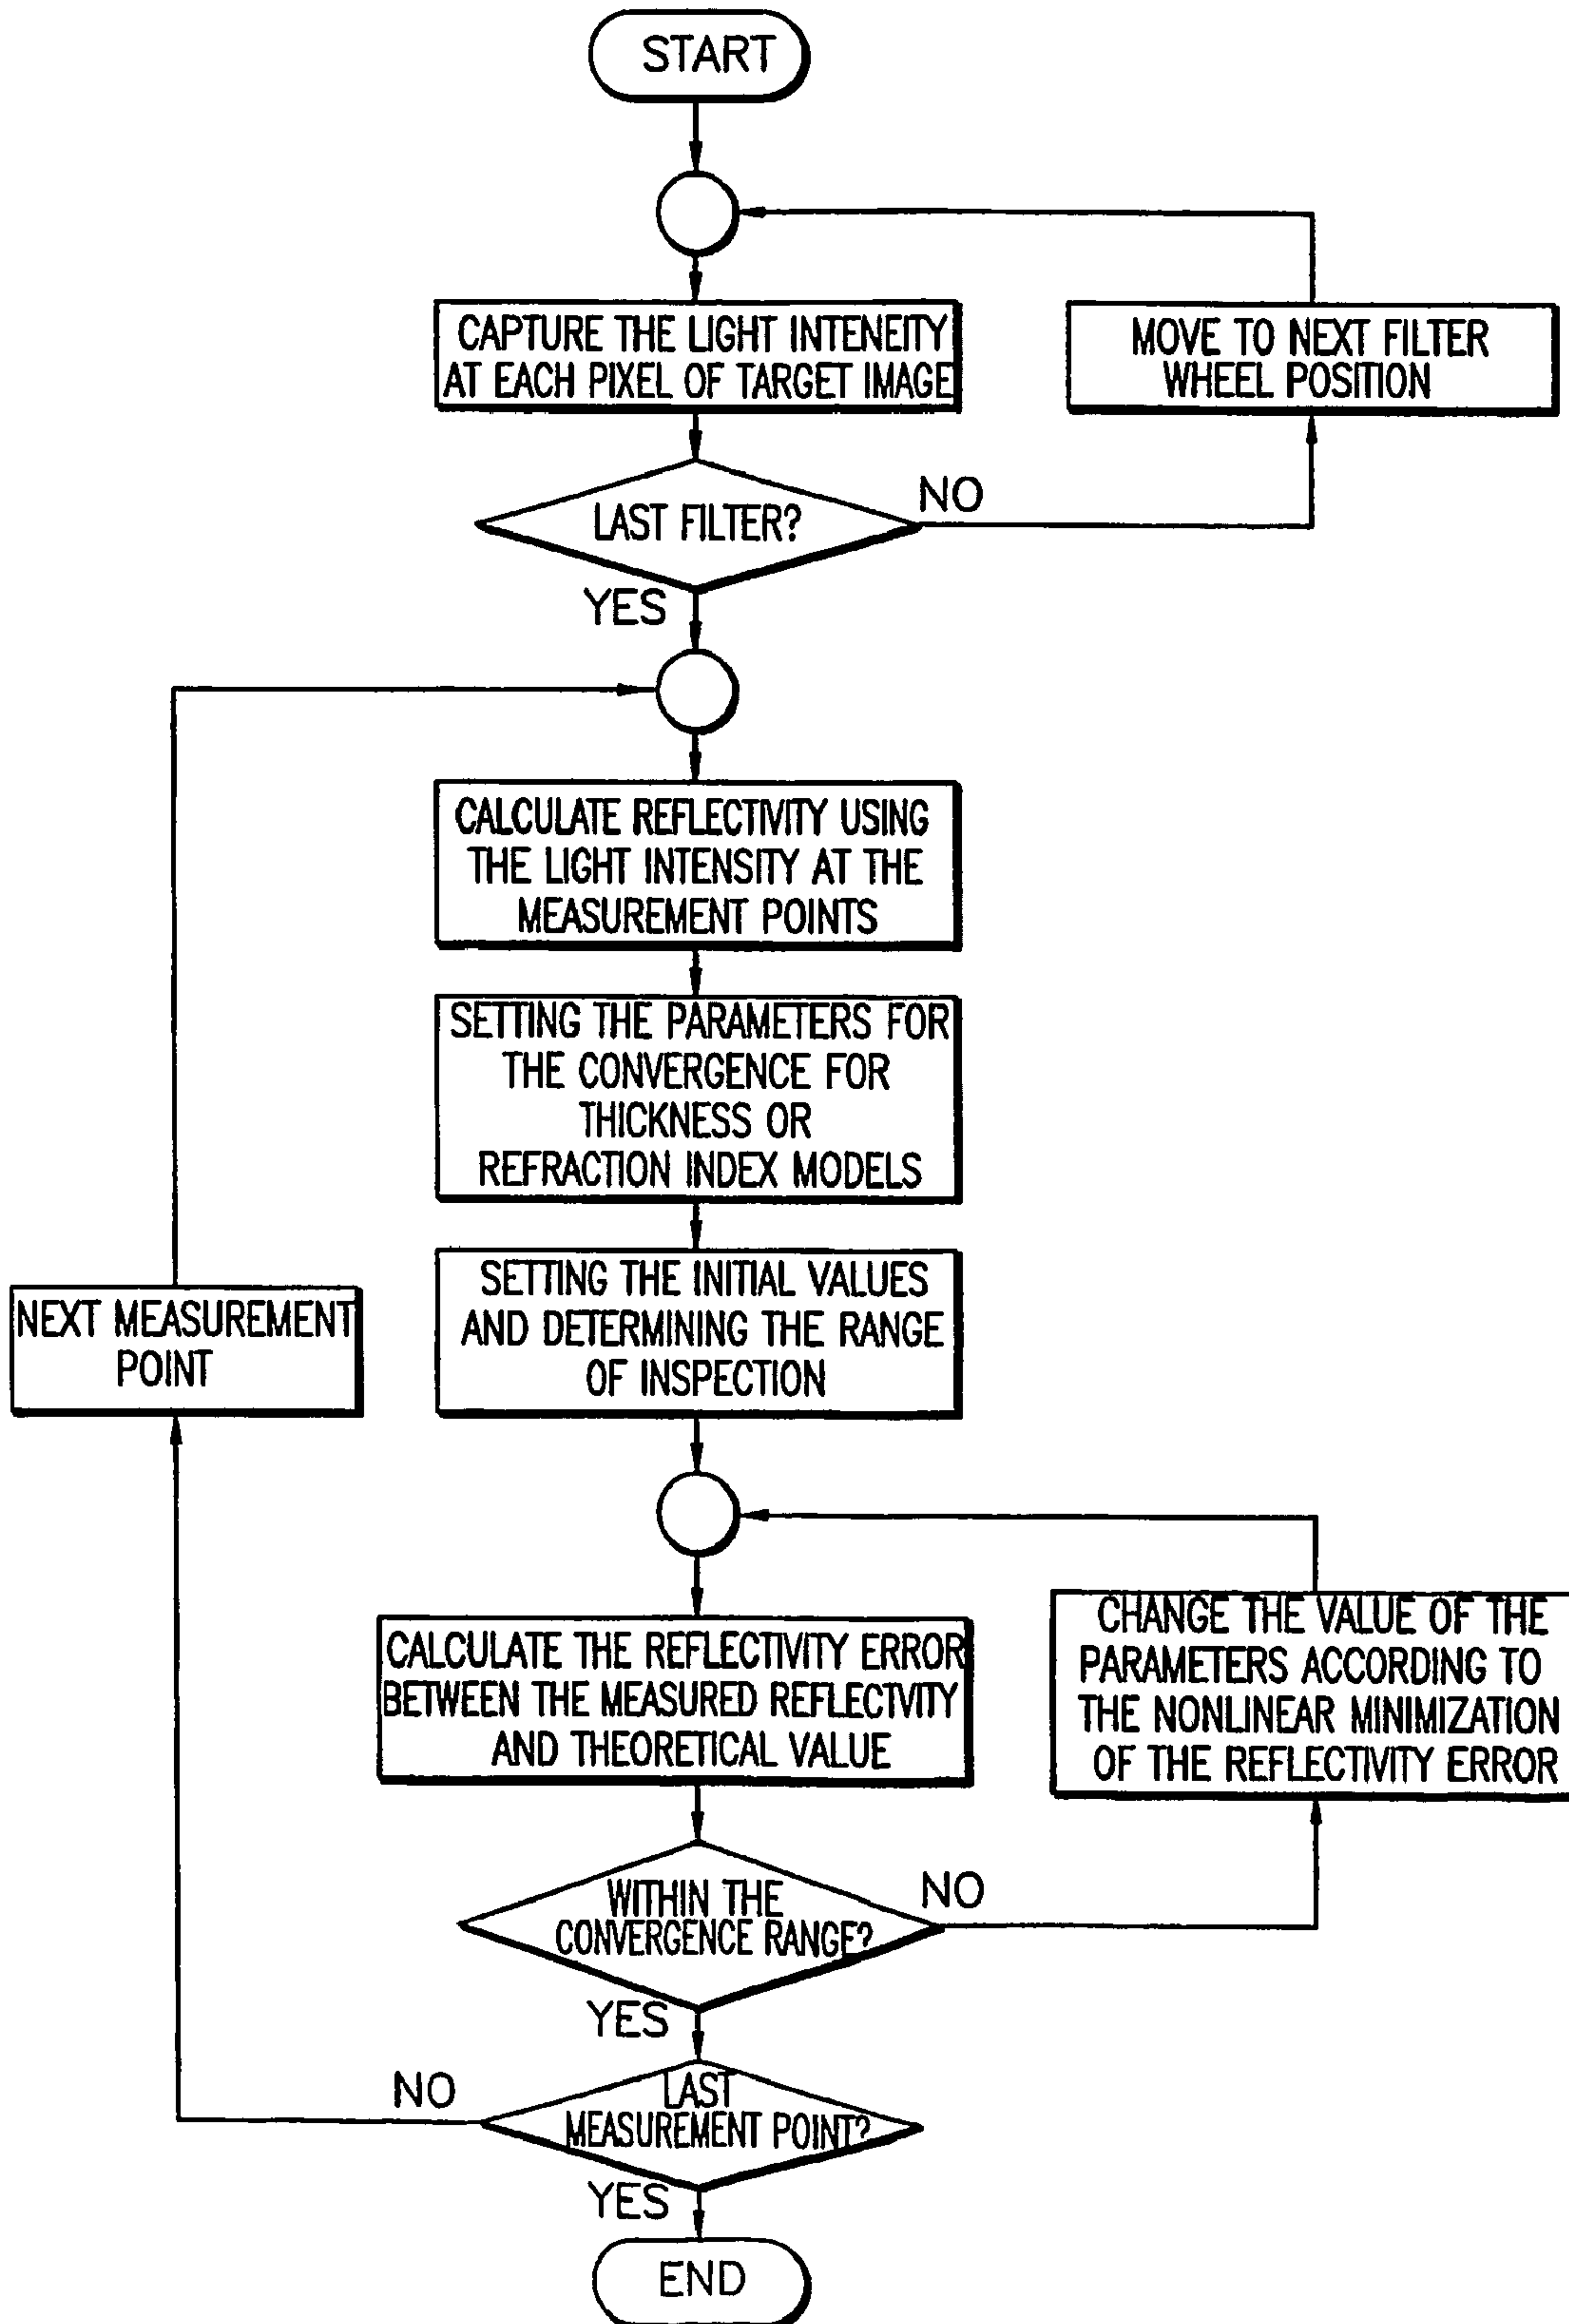 START
CAPTURE THE LIGHT INTENEITY
AT EACH PIXEL OF TARGET IMAGE
MOVE TO NEXT FILTER
WHEEL POSITION
LAST FILTER?
NO
YES
CALCULATE REFLECTIVITY USING
THE LIGHT INTENSITY AT THE
MEASUREMENT POINTS
SETTING THE PARAMETERS FOR
THE CONVERGENCE FOR
THICKNESS OR
REFRACTION INDEX MODELS
SETTING THE INITIAL VALUES
AND DETERMINING THE RANGE
OF INSPECTION
NEXT MEASUREMENT
POINT
CALCULATE THE REFLECTIVITY ERROR
BETWEEN THE MEASURED REFLECTIVITY
AND THEORETICAL VALUE
CHANGE THE VALUE OF THE
PARAMETERS ACCORDING TO
THE NONLINEAR MINIMIZATION
OF THE REFLECTIVITY ERROR
WITHIN THE
CONVERGENCE RANGE?
NO
YES
LAST
MEASUREMENT POINT?
NO
YES
END